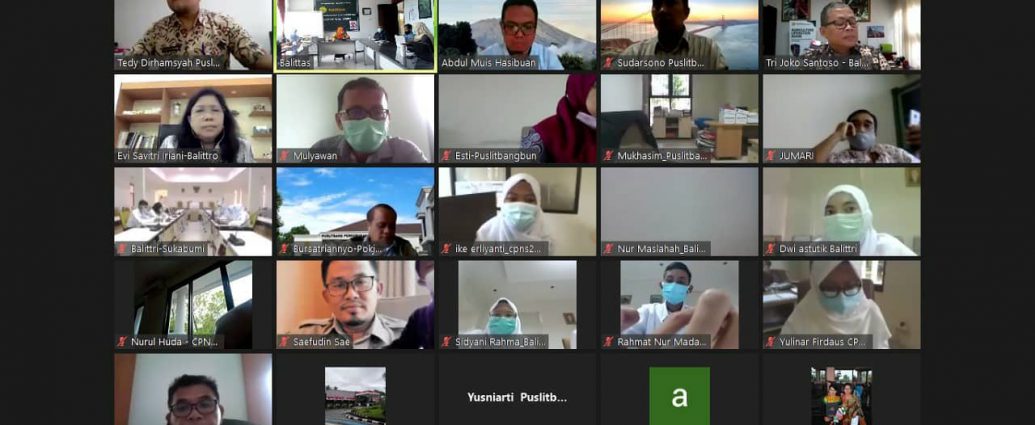 Tedy Dirhamsyah Pusl...
Balittas
Abdul Muis Hasibuan
Sudarsono Puslitb...
Tri Joko Santoso - Bal...
Evi Savitri Iriani-Balittro
Mulyawan
Esti-Puslitbangbun
Mukhasim_Puslitba...
JUMARI
Balittri-Sukabumi
Bursatriannyo-Pokj...
ike erliyanti_cpns2...
Nur Maslahah_Bali...
Dwi astutik Balittri
Nurul Huda - CPN...
Saefudin Sae
Sidyani Rahma_Bali...
Rahmat Nur Mada...
Yulinar Firdaus CP...
Yusniarti Puslitb...
a